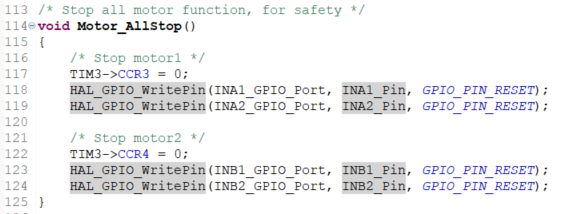 113 /* Stop all motor function, for safety */
114 void Motor_AllStop()
115 {
116     /* Stop motor1 */
117     TIM3->CCR3 = 0;
118     HAL_GPIO_WritePin(INA1_GPIO_Port, INA1_Pin, GPIO_PIN_RESET);
119     HAL_GPIO_WritePin(INA2_GPIO_Port, INA2_Pin, GPIO_PIN_RESET);
120
121     /* Stop motor2 */
122     TIM3->CCR4 = 0;
123     HAL_GPIO_WritePin(INB1_GPIO_Port, INB1_Pin, GPIO_PIN_RESET);
124     HAL_GPIO_WritePin(INB2_GPIO_Port, INB2_Pin, GPIO_PIN_RESET);
125 }